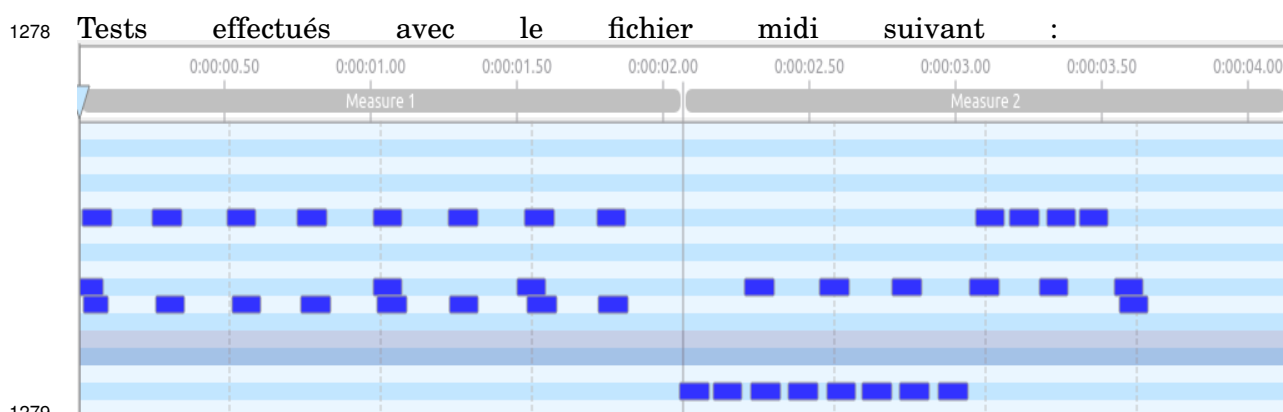 1278 Tests effectués avec le fichier midi suivant :
0:00:00.50 0:00:01.00 0:00:01.50 0:00:02.00 0:00:02.50 0:00:03.00 0:00:03.50 0:00:04.00
Measure 1 Measure 2
1279